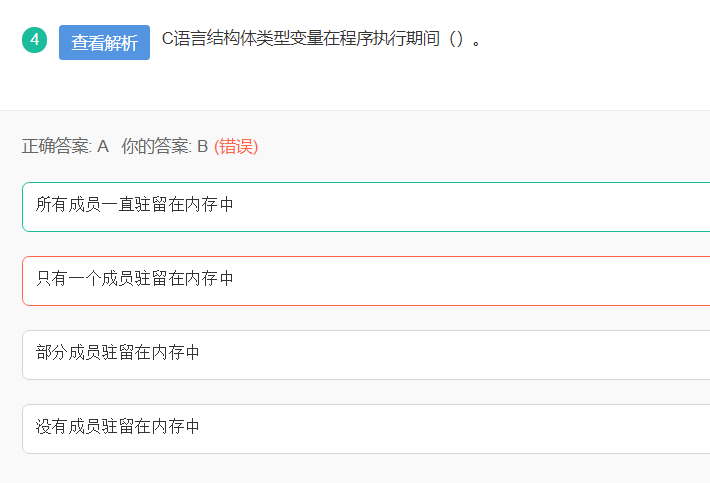 4 查看解析 C语言结构体类型变量在程序执行期间（）。
正确答案: A 你的答案: B (错误)
所有成员一直驻留在内存中
只有一个成员驻留在内存中
部分成员驻留在内存中
没有成员驻留在内存中